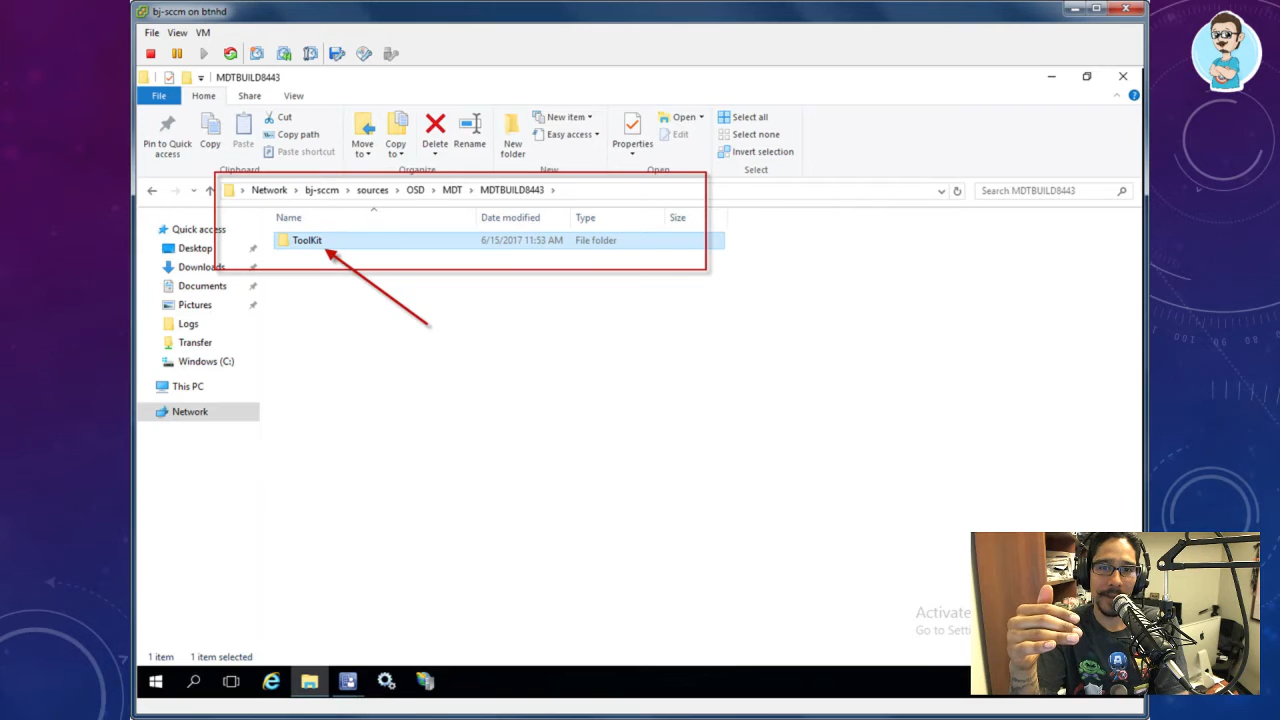 bj-sccm on btnhd
File View VM
MDTBUILD8443
File Home Share View
Pin to Quick access
Copy
Paste
Cut
Copy path
Paste shortcut
Clipboard
Move to
Copy to
Delete
Rename
Organize
New folder
New item
Easy access
New
Properties
Open
Edit
Open
Select all
Select none
Invert selection
Select
Network > bj-sccm > sources > OSD > MDT > MDTBUILD8443 >
Search MDTBUILD8443
Name Date modified Type Size
ToolKit 6/15/2017 11:53 AM File folder
Quick access
Desktop
Downloads
Documents
Pictures
Logs
Transfer
Windows (C:)
This PC
Network
Activate
Go to Setti
1 item 1 item selected